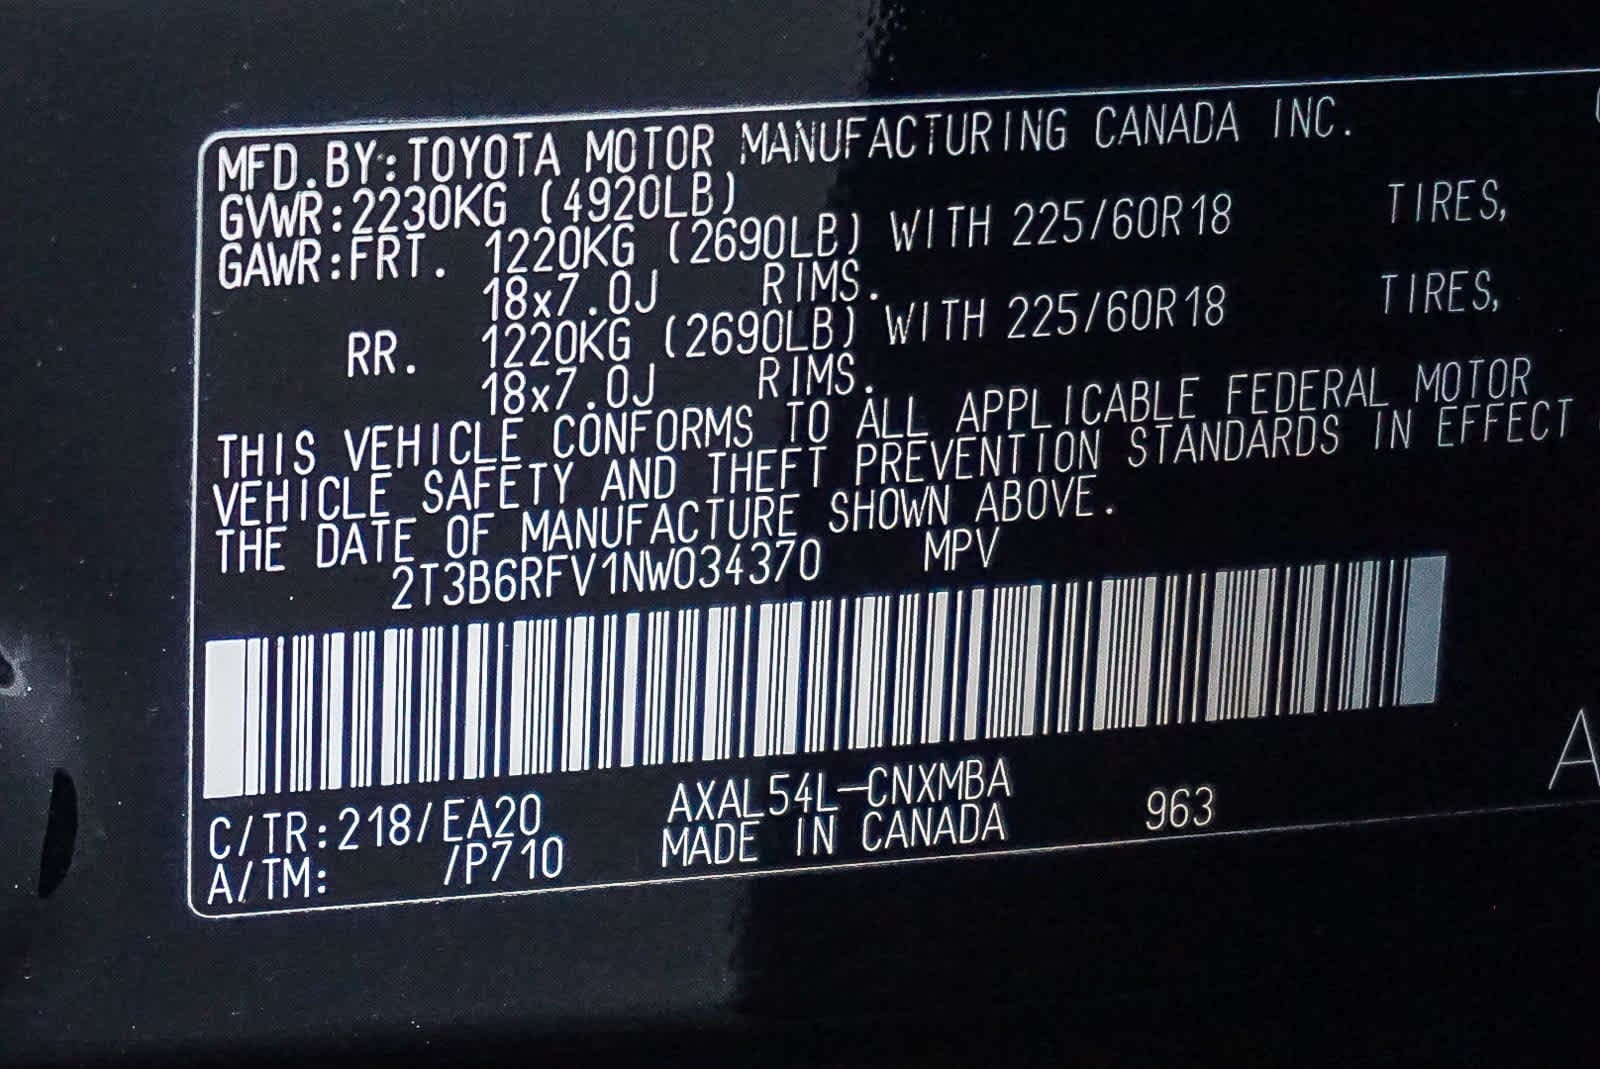 MFD.BY:TOYOTA MOTOR MANUFACTURING CANADA INC.
GVWR:2230KG (4920LB)
GAWR:FRT. 1220KG (2690LB) WITH 225/60R18 TIRES,
18x7.0J RIMS.
RR. 1220KG (2690LB) WITH 225/60R18 TIRES,
18x7.0J RIMS.
THIS VEHICLE CONFORMS TO ALL APPLICABLE FEDERAL MOTOR
VEHICLE SAFETY AND THEFT PREVENTION STANDARDS IN EFFECT
THE DATE OF MANUFACTURE SHOWN ABOVE.
2T3B6RFV1NW034370 MPV
C/TR:218/EA20 AXAL54L-CNXMBA
A/TM: /P710 MADE IN CANADA 963
A